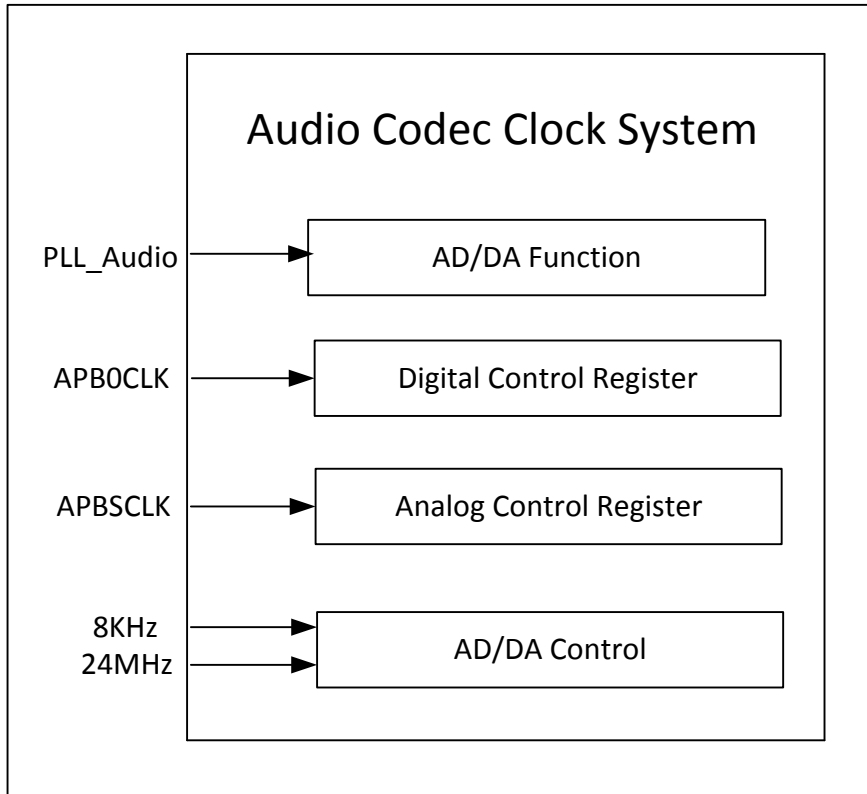 Audio Codec Clock System
PLL_Audio
AD/DA Function
APB0CLK
Digital Control Register
APBSCLK
Analog Control Register
8KHz
24MHz
AD/DA Control